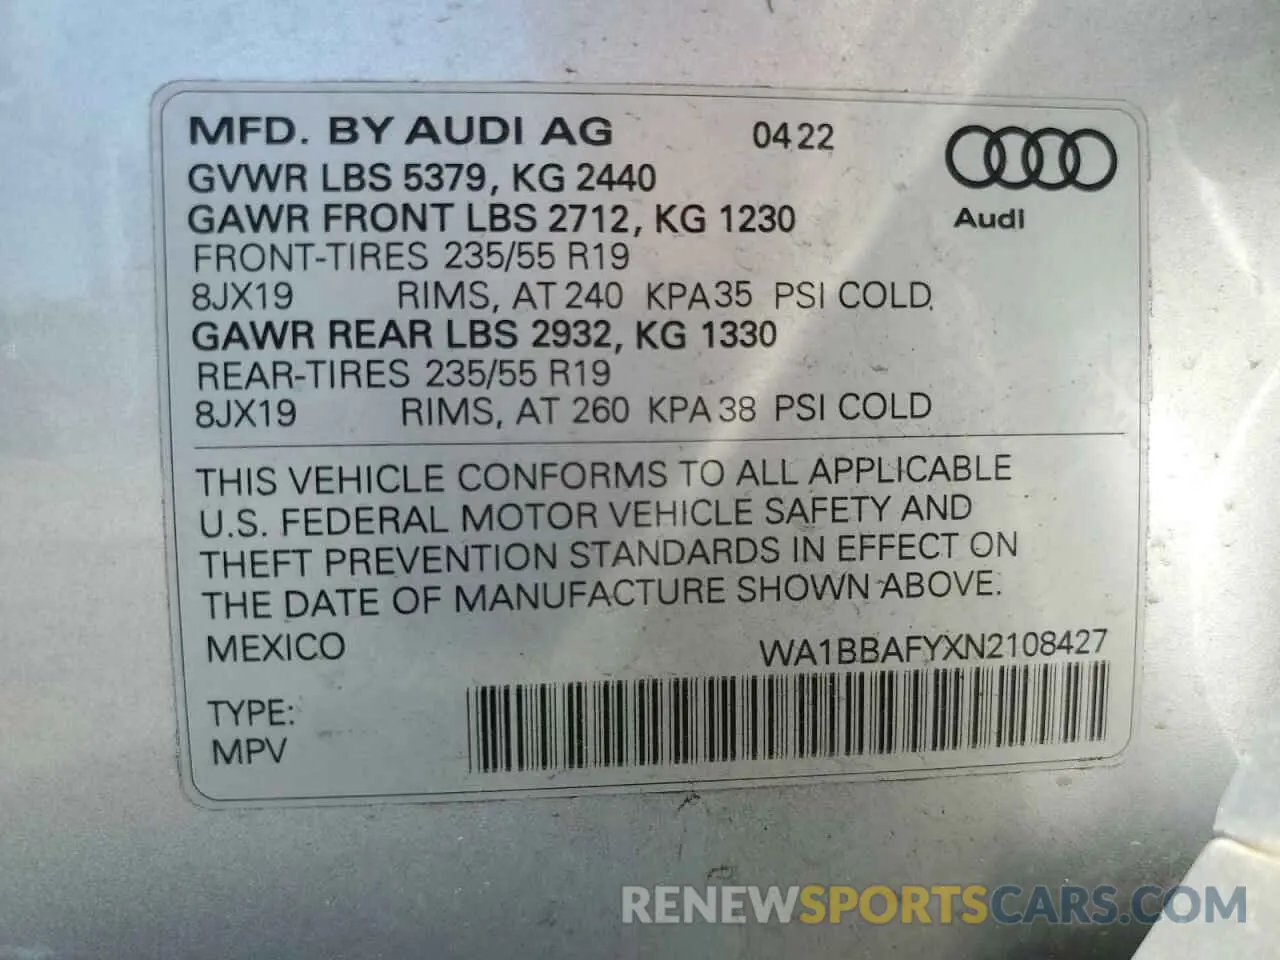 MFD. BY AUDI AG 0422
GVWR LBS 5379, KG 2440
GAWR FRONT LBS 2712, KG 1230
Audi
FRONT-TIRES 235/55 R19
8JX19 RIMS, AT 240 KPA35 PSI COLD,
GAWR REAR LBS 2932, KG 1330
REAR-TIRES 235/55 R19
8JX19 RIMS, AT 260 KPA38 PSI COLD
THIS VEHICLE CONFORMS TO ALL APPLICABLE
U.S. FEDERAL MOTOR VEHICLE SAFETY AND
THEFT PREVENTION STANDARDS IN EFFECT ON
THE DATE OF MANUFACTURE SHOWN ABOVE.
MEXICO WA1BBAFYXN2108427
TYPE:
MPV
RENEWSPORTSCARS.COM